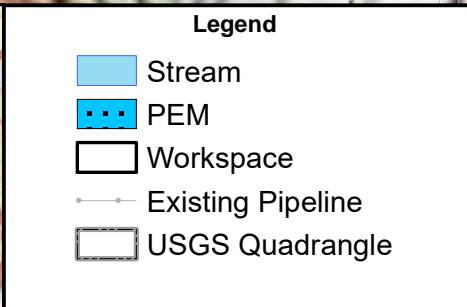 Legend
Stream
PEM
Workspace
Existing Pipeline
USGS Quadrangle